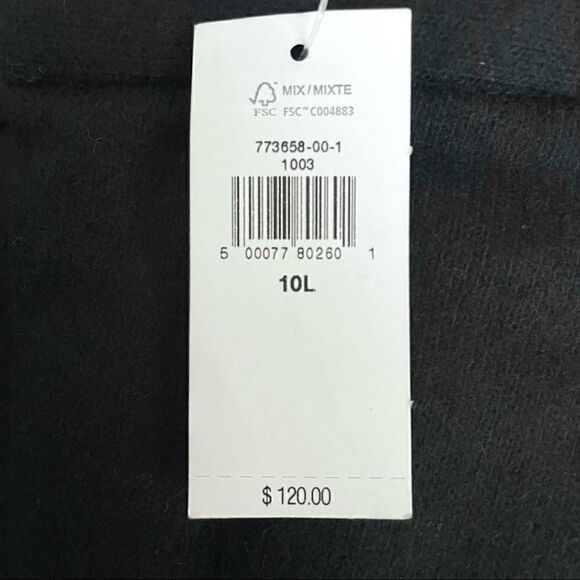 MIX/MIXTE
FSC FSC™ C004883
773658-00-1
1003
5 00077 80260 1
10L
$ 120.00